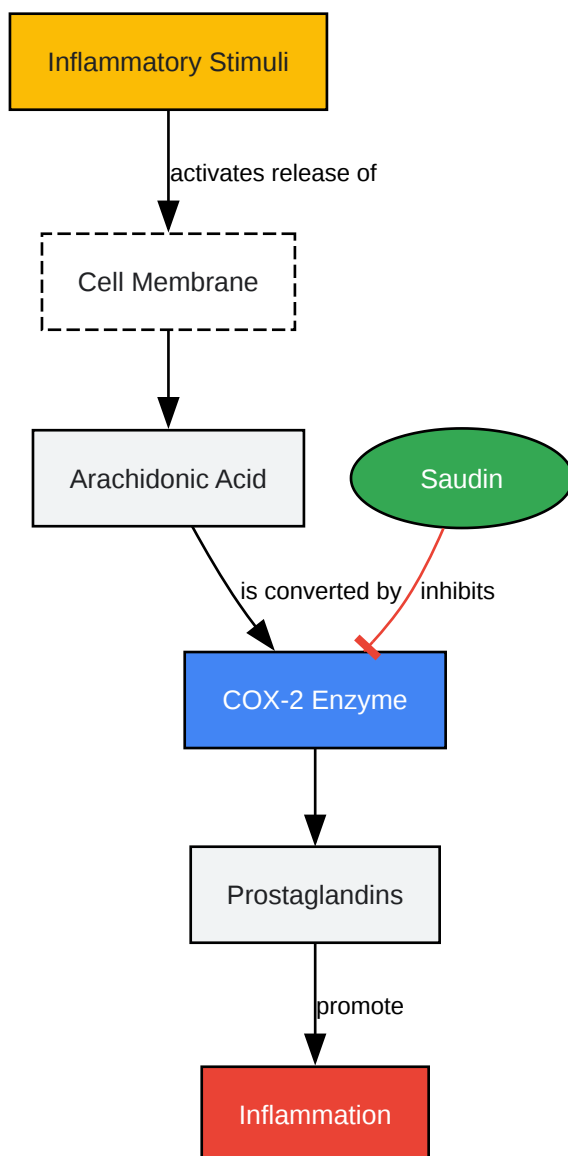 Inflammatory Stimuli
activates release of
Cell Membrane
Arachidonic Acid
Saudin
is converted by
inhibits
COX-2 Enzyme
Prostaglandins
promote
Inflammation